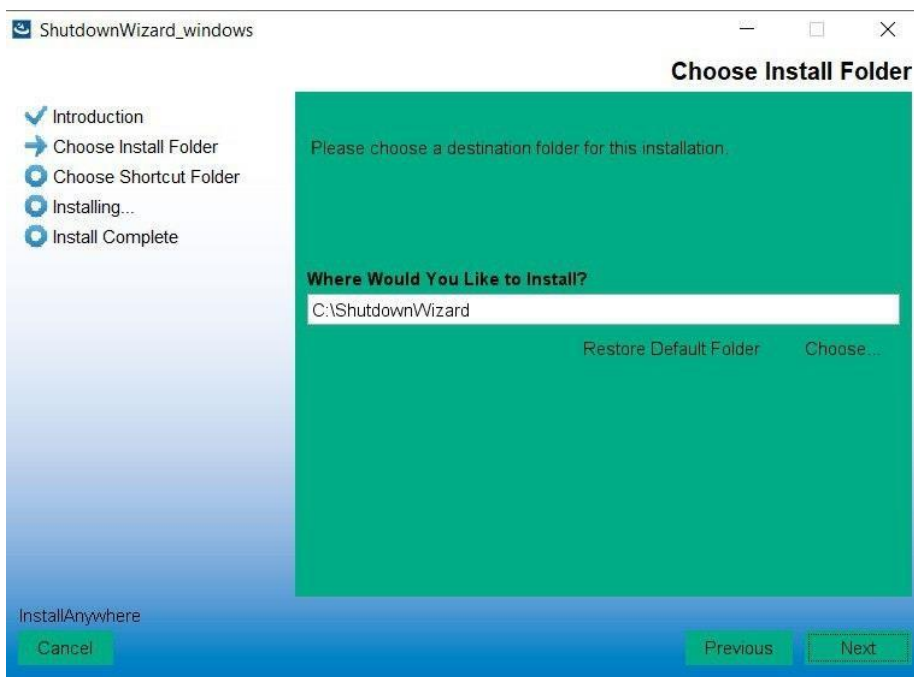 ShutdownWizard_windows
Choose Install Folder
Introduction
Choose Install Folder
Choose Shortcut Folder
Installing...
Install Complete
Please choose a destination folder for this installation.
Where Would You Like to Install?
C:\ShutdownWizard
Restore Default Folder Choose...
InstallAnywhere
Cancel Previous Next